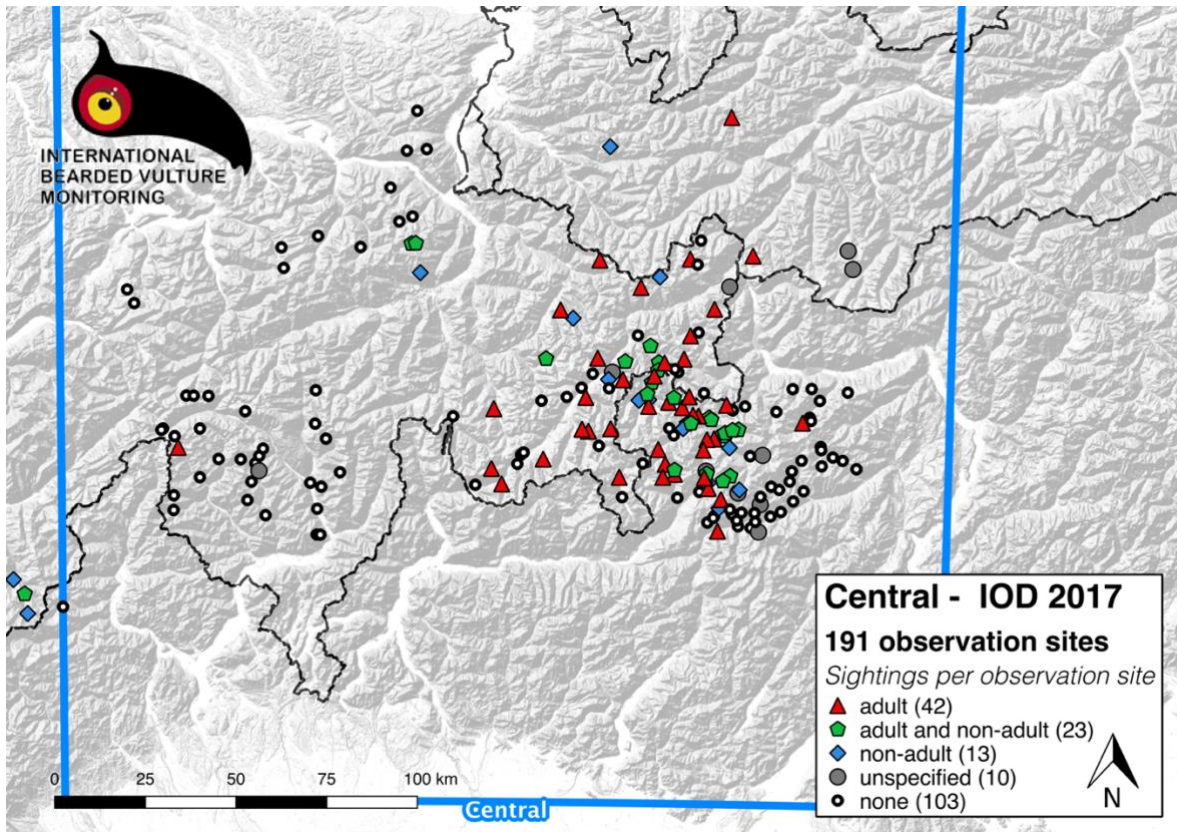 INTERNATIONAL
BEARDED VULTURE
MONITORING
Central - IOD 2017
191 observation sites
Sightings per observation site
adult (42)
adult and non-adult (23)
non-adult (13)
unspecified (10)
none (103)
N
0 25 50 75 100 km
Central